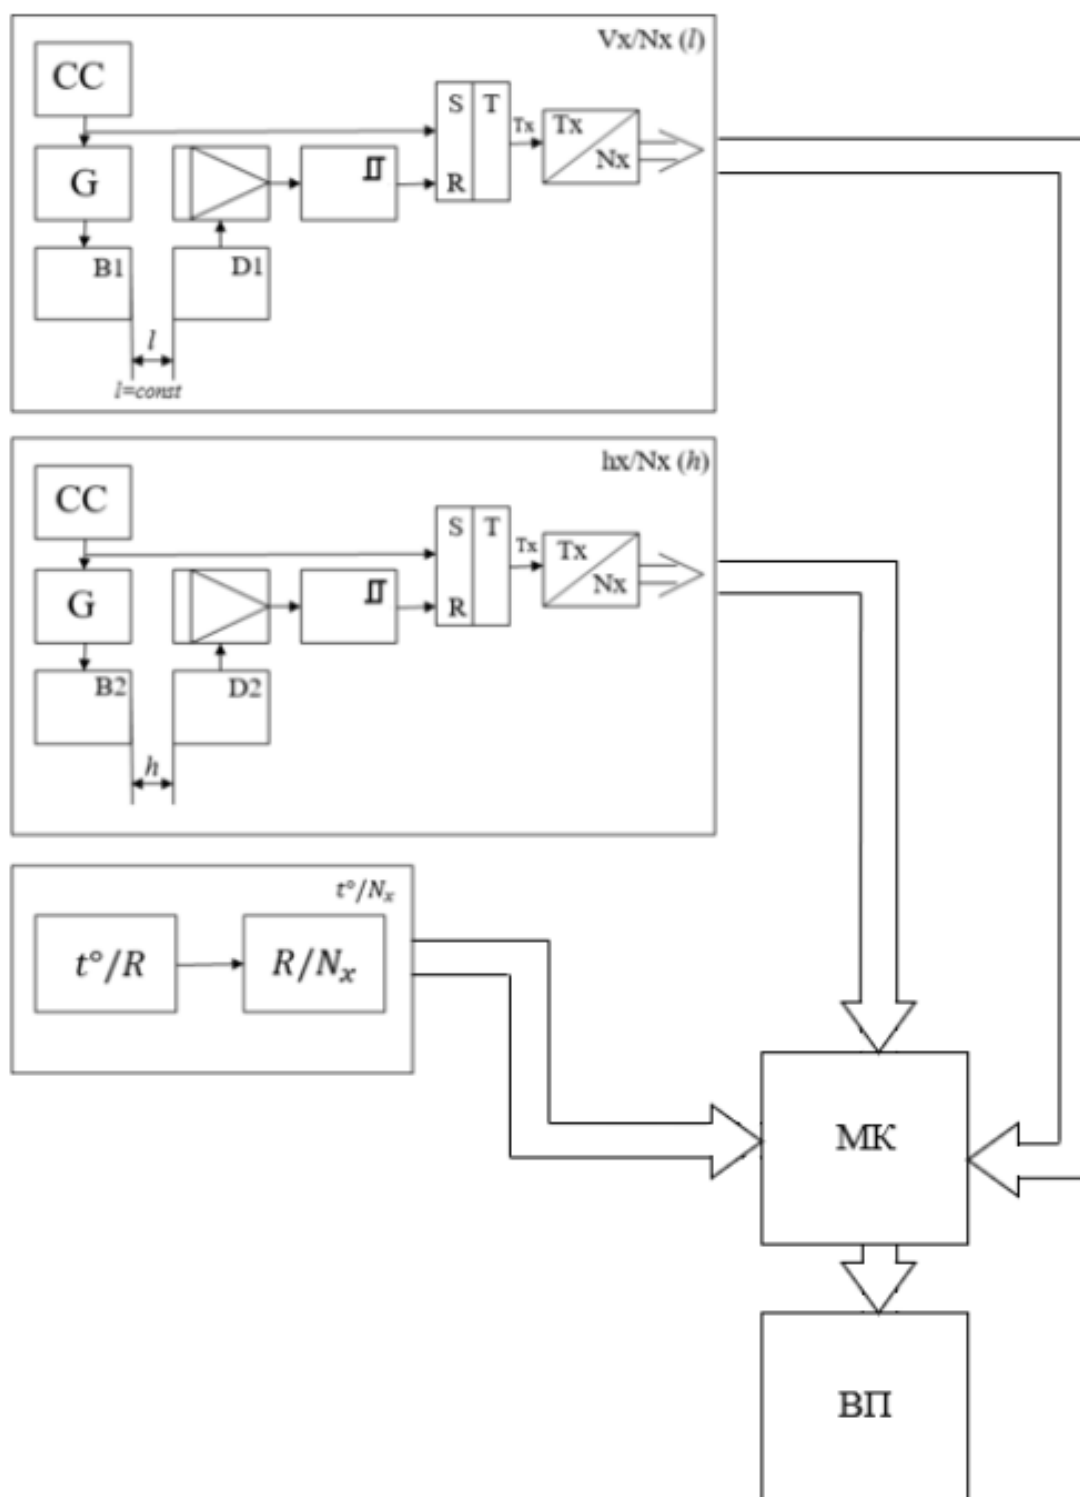 Vx/Nx (l)
CC
S T
Tx
Tx
Nx
G
R
B1
D1
l
l=const
hx/Nx (h)
CC
S T
Tx
Tx
Nx
G
R
B2
D2
h
t°/Nₓ
t°/R
R/Nₓ
МК
ВП